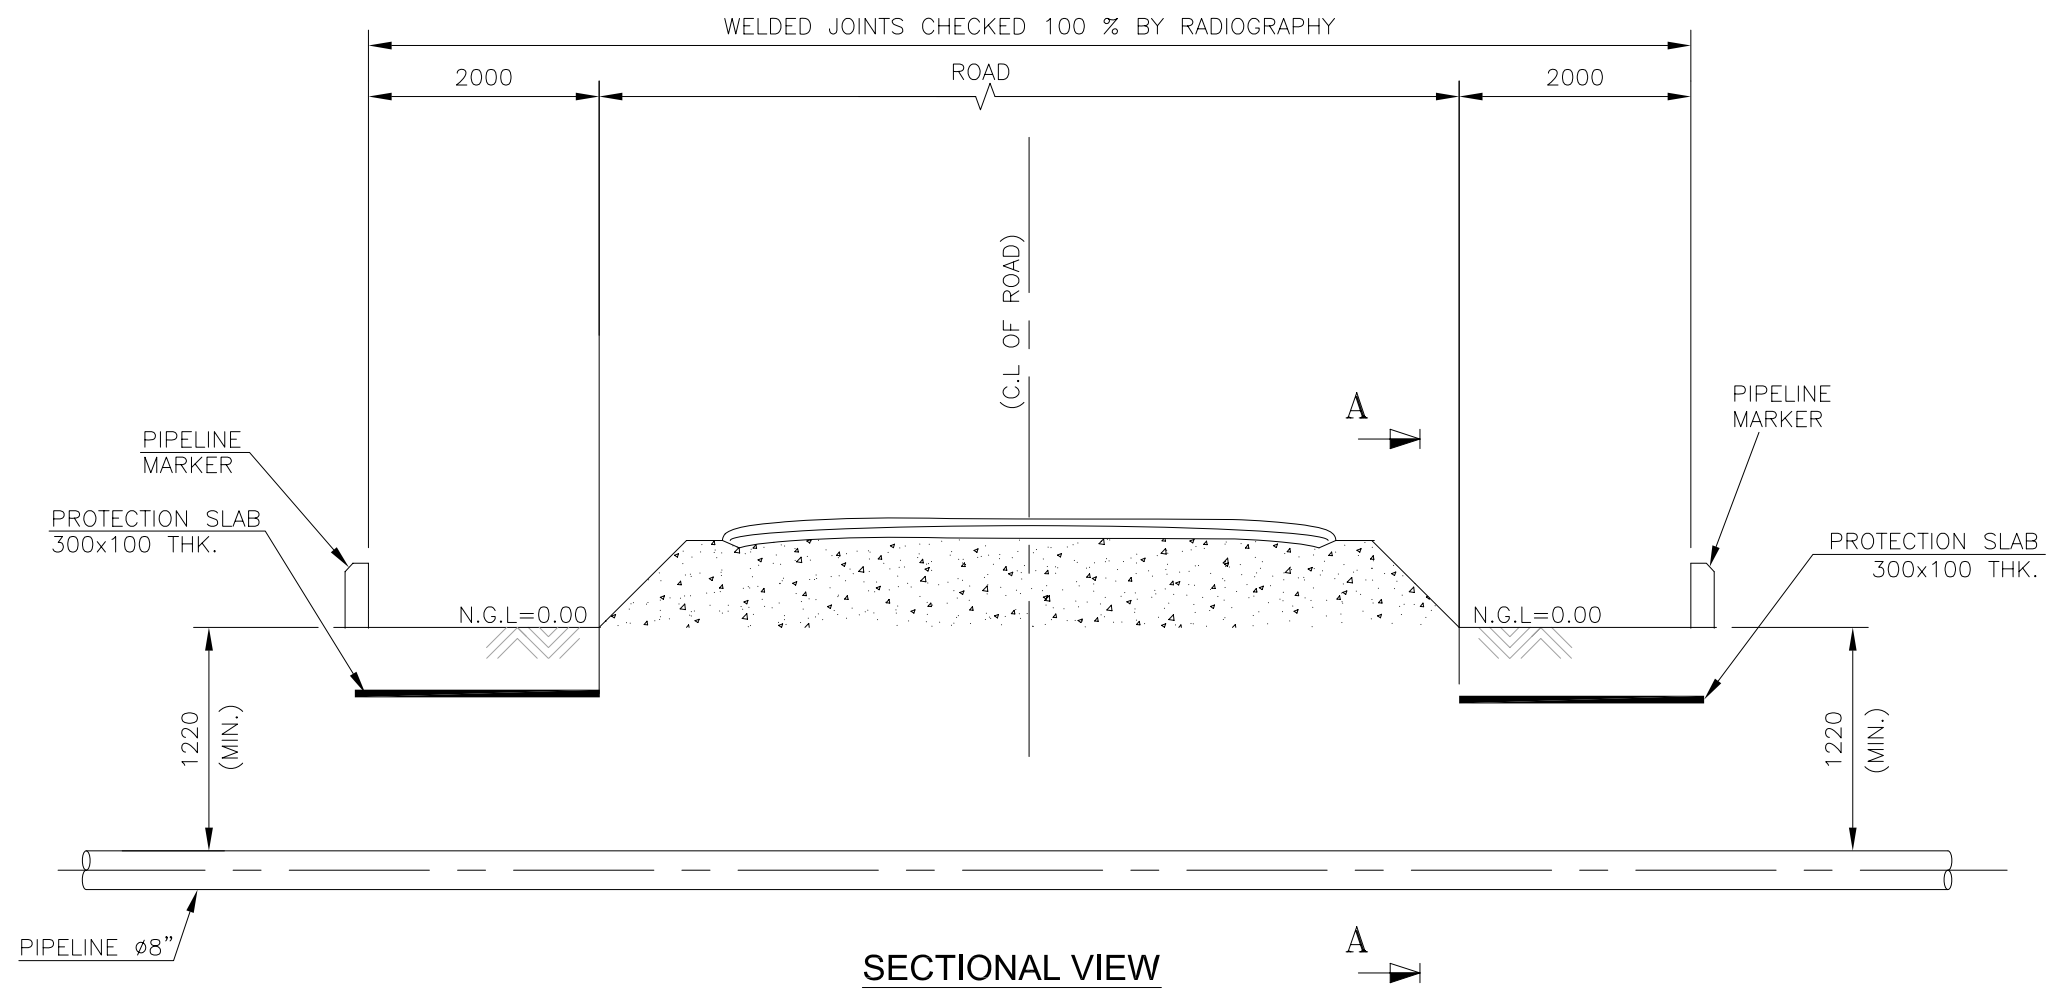 WELDED JOINTS CHECKED 100 % BY RADIOGRAPHY
2000
ROAD
2000
(C.L OF ROAD)
A
PIPELINE
MARKER
PIPELINE
MARKER
PROTECTION SLAB
300x100 THK.
PROTECTION SLAB
300x100 THK.
N.G.L=0.00
N.G.L=0.00
1220
(MIN.)
1220
(MIN.)
PIPELINE ø8”
A
SECTIONAL VIEW